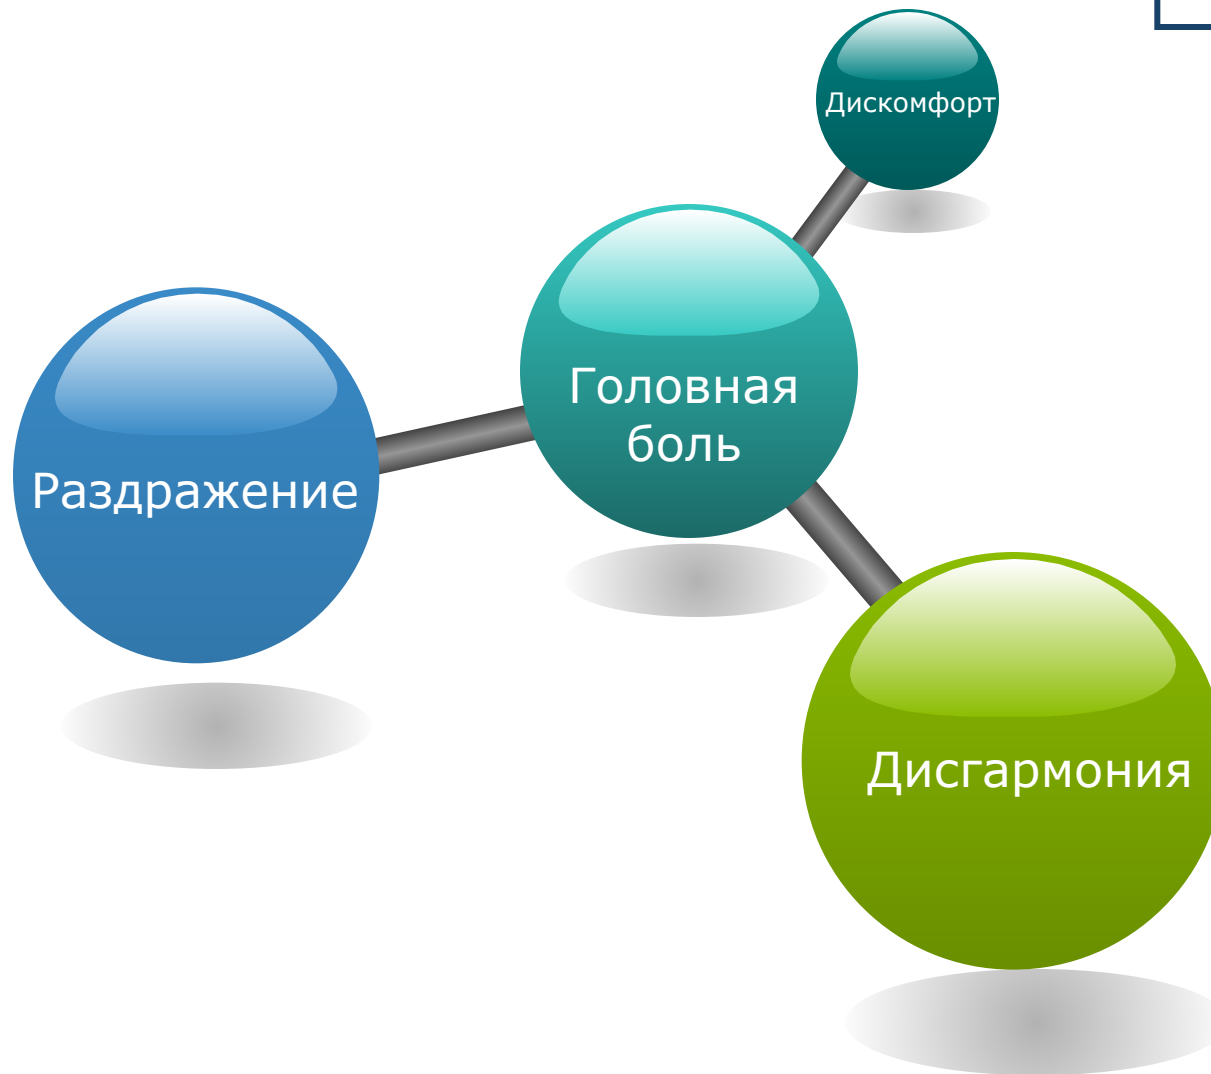 Дискомфорт
Головная
боль
Раздражение
Дисгармония